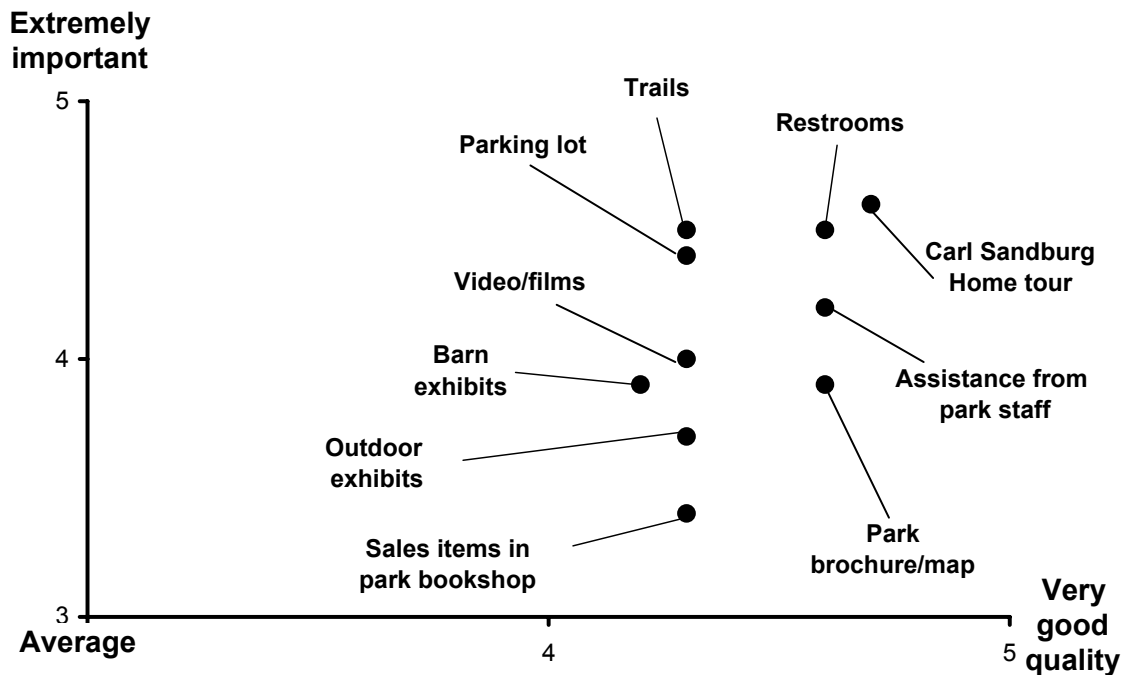 Extremely
important
5
Trails
Restrooms
Parking lot
Carl Sandburg
Home tour
Video/films
Barn
exhibits
4
Assistance from
park staff
Outdoor
exhibits
Sales items in
park bookshop
Park
brochure/map
3
Average
4
5
Very
good
quality